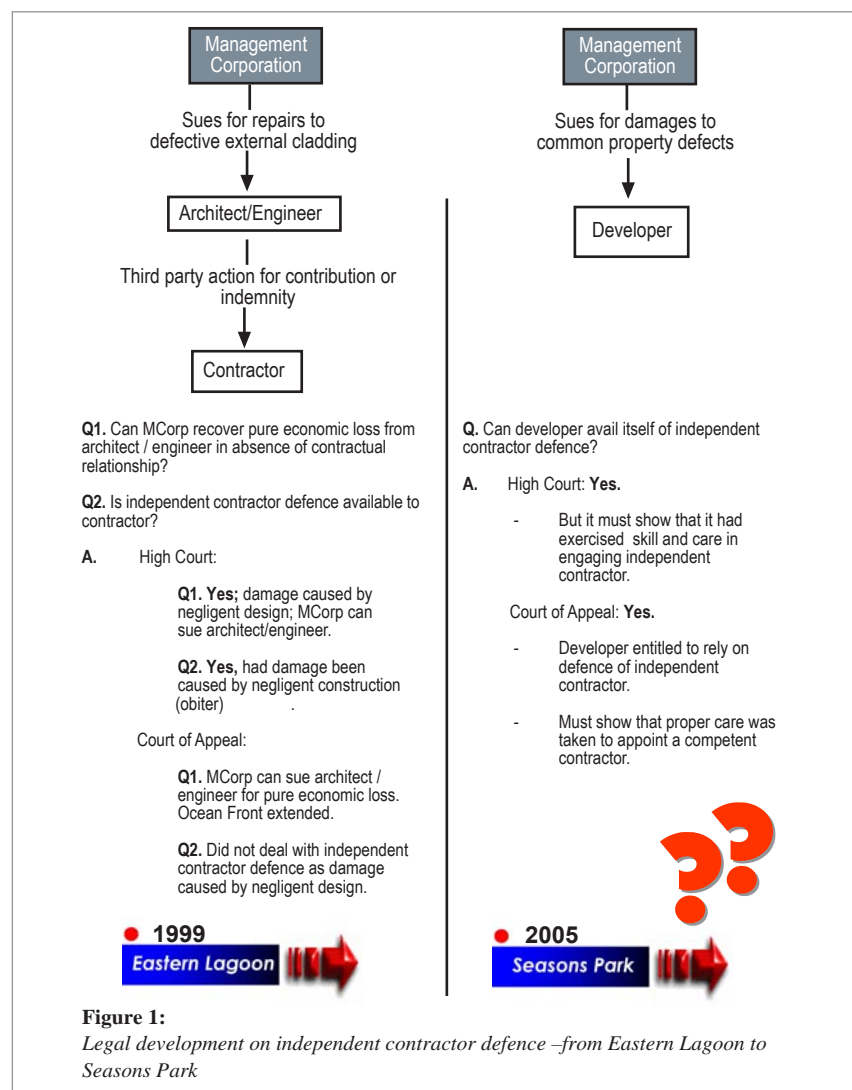 Management
Corporation
Sues for repairs to
defective external cladding
Architect/Engineer
Third party action for contribution or
indemnity
Contractor
Q1. Can MCorp recover pure economic loss from
architect / engineer in absence of contractual
relationship?
Q2. Is independent contractor defence available to
contractor?
A. High Court:
Q1. Yes; damage caused by
negligent design; MCorp can
sue architect/engineer.
Q2. Yes, had damage been
caused by negligent construction
(obiter) .
Court of Appeal:
Q1. MCorp can sue architect /
engineer for pure economic loss.
Ocean Front extended.
Q2. Did not deal with independent
contractor defence as damage
caused by negligent design.
1999
Eastern Lagoon
Management
Corporation
Sues for damages to
common property defects
Developer
Q. Can developer avail itself of independent
contractor defence?
A. High Court: Yes.
- But it must show that it had
exercised skill and care in
engaging independent
contractor.
Court of Appeal: Yes.
- Developer entitled to rely on
defence of independent
contractor.
- Must show that proper care was
taken to appoint a competent
contractor.
??
2005
Seasons Park
Figure 1:
Legal development on independent contractor defence –from Eastern Lagoon to
Seasons Park